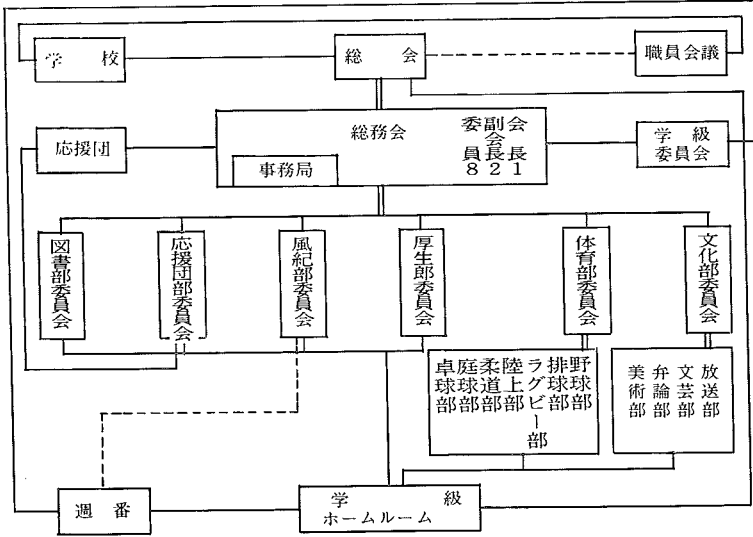 学校
総会
職員会議
応援団
総務会
会長1
副会長2
委員8
事務局
学級
委員会
図書部委員会
応援団部委員会
風紀部委員会
厚生郎委員会
体育部委員会
文化部委員会
野球部
排球部
ラグビー部
陸上部
柔道部
庭球部
卓球部
放送部
文芸部
弁論部
美術部
週番
学級
ホームルーム